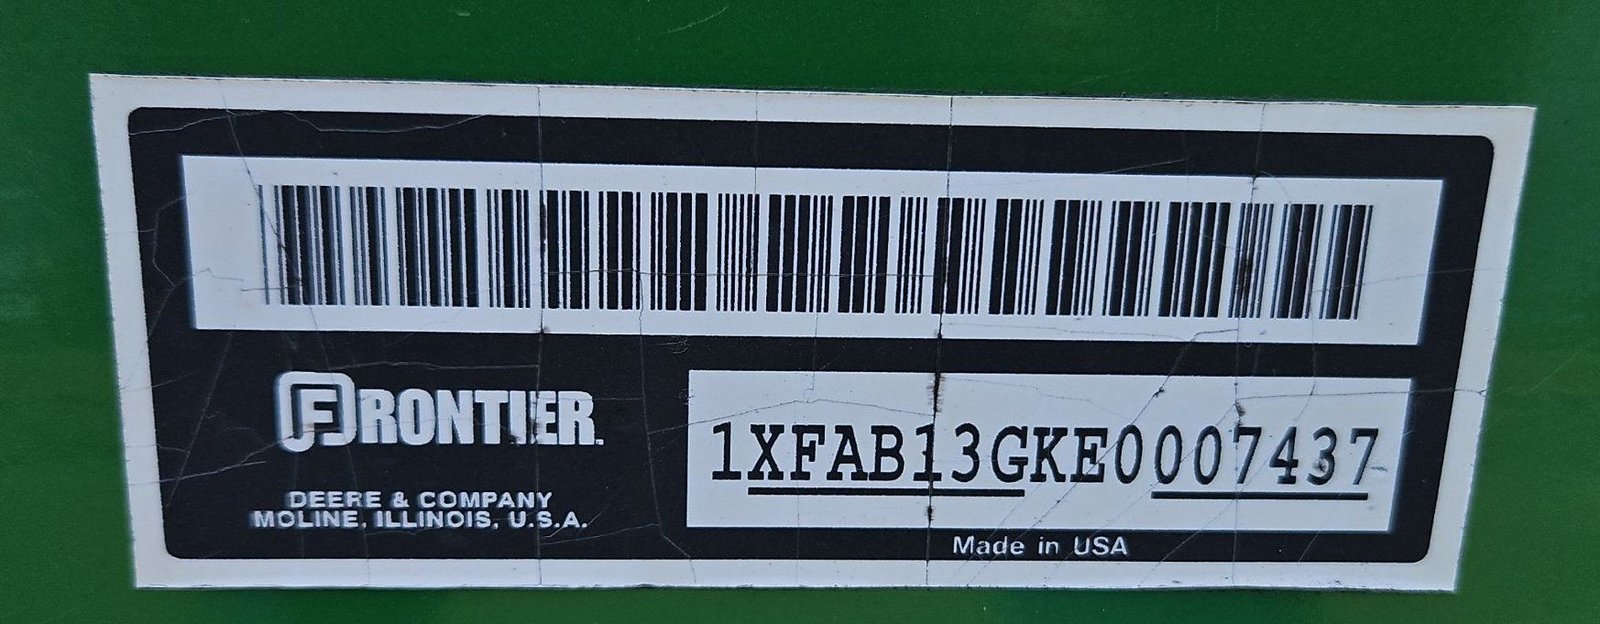 FRONTIER.
DEERE & COMPANY
MOLINE, ILLINOIS, U.S.A.
1XFAB13GKE0007437
Made in USA